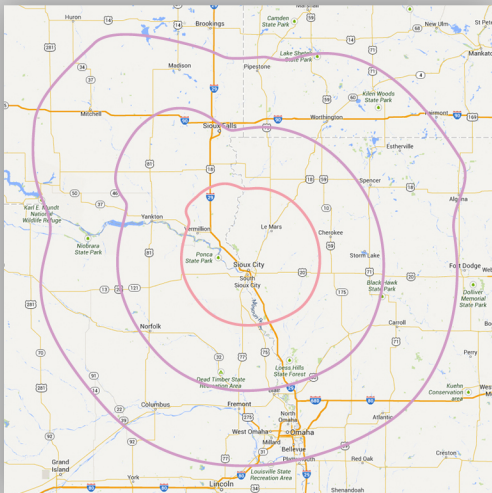 Huron
Brookings
Camden
State Park
New Ulm
Lake Shetek
State Park
Madison
Pipestone
Kilen Woods
State Park
Mitchell
Sioux Falls
Worthington
Fairmont
Estherville
Spencer
Algona
Karl E. Mundt
National
Wildlife Refuge
Yankton
Vermillion
Le Mars
Cherokee
Niobrara
State Park
Ponca
State Park
Storm Lake
Sioux City
South
Sioux City
Fort Dodge
Black Hawk
State Park
Dolliver
Memorial
State Park
Missouri River
Norfolk
Carroll
Perry
Loess Hills
State Forest
Dead Timber State
Recreation Area
Kuehn
Conservation
area
Columbus
Fremont
Atlantic
North
Omaha
West Omaha
Omaha
Millard
Bellevue
Creston
Grand
Island
Plattsmouth
Red Oak
Louisville State
Recreation Area
York
Lincoln
Shenandoah